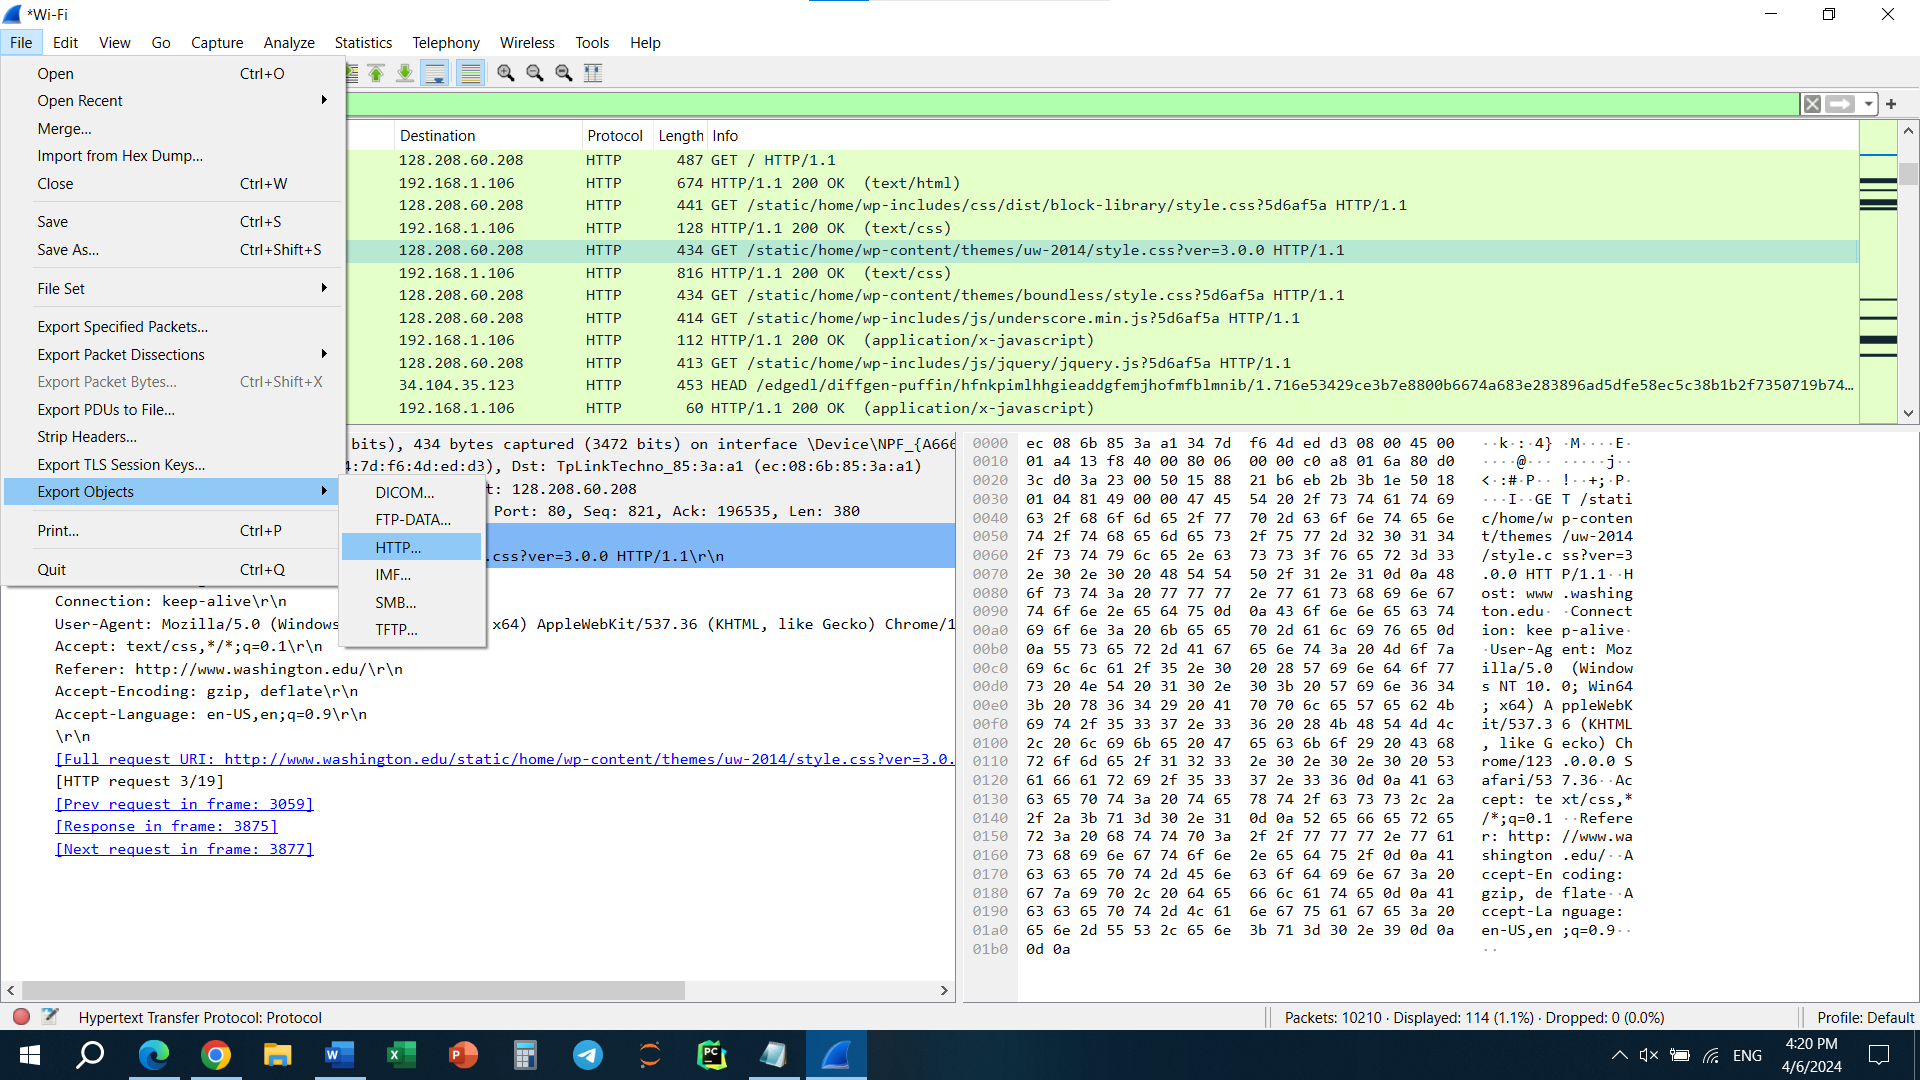 *Wi-Fi
File Edit View Go Capture Analyze Statistics Telephony Wireless Tools Help
Open Ctrl+O
Open Recent
Merge...
Import from Hex Dump...
Close Ctrl+W
Save Ctrl+S
Save As... Ctrl+Shift+S
File Set
Export Specified Packets...
Export Packet Dissections
Export Packet Bytes... Ctrl+Shift+X
Export PDUs to File...
Strip Headers...
Export TLS Session Keys...
Export Objects
Print... Ctrl+P
Quit Ctrl+Q
DICOM...
FTP-DATA...
HTTP...
IMF...
SMB...
TFTP...
Destination Protocol Length Info
128.208.60.208 HTTP 487 GET / HTTP/1.1
192.168.1.106 HTTP 674 HTTP/1.1 200 OK (text/html)
128.208.60.208 HTTP 441 GET /static/home/wp-includes/css/dist/block-library/style.css?5d6af5a HTTP/1.1
192.168.1.106 HTTP 128 HTTP/1.1 200 OK (text/css)
128.208.60.208 HTTP 434 GET /static/home/wp-content/themes/uw-2014/style.css?ver=3.0.0 HTTP/1.1
192.168.1.106 HTTP 816 HTTP/1.1 200 OK (text/css)
128.208.60.208 HTTP 434 GET /static/home/wp-content/themes/boundless/style.css?5d6af5a HTTP/1.1
128.208.60.208 HTTP 414 GET /static/home/wp-includes/js/underscore.min.js?5d6af5a HTTP/1.1
192.168.1.106 HTTP 112 HTTP/1.1 200 OK (application/x-javascript)
128.208.60.208 HTTP 413 GET /static/home/wp-includes/js/jquery/jquery.js?5d6af5a HTTP/1.1
34.104.35.123 HTTP 453 HEAD /edgedl/diffgen-puffin/hfnkpimlhhgieaddgfemjhofmfblmnib/1.716e53429ce3b7e8800b6674a683e283896ad5dfe58ec5c38b1b2f7350719b74…
192.168.1.106 HTTP 60 HTTP/1.1 200 OK (application/x-javascript)
bits), 434 bytes captured (3472 bits) on interface \Device\NPF_{A666
4:7d:f6:4d:ed:d3), Dst: TpLinkTechno_85:3a:a1 (ec:08:6b:85:3a:a1)
t: 128.208.60.208
Port: 80, Seq: 821, Ack: 196535, Len: 380
.css?ver=3.0.0 HTTP/1.1\r\n
Connection: keep-alive\r\n
User-Agent: Mozilla/5.0 (Windows x64) AppleWebKit/537.36 (KHTML, like Gecko) Chrome/1
Accept: text/css,*/*;q=0.1\r\n
Referer: http://www.washington.edu/\r\n
Accept-Encoding: gzip, deflate\r\n
Accept-Language: en-US,en;q=0.9\r\n
\r\n
[Full request URI: http://www.washington.edu/static/home/wp-content/themes/uw-2014/style.css?ver=3.0.
[HTTP request 3/19]
[Prev request in frame: 3059]
[Response in frame: 3875]
[Next request in frame: 3877]
0000 ec 08 6b 85 3a a1 34 7d f6 4d ed d3 08 00 45 00 ··k·:·4} ·M····E·
0010 01 a4 13 f8 40 00 80 06 00 00 c0 a8 01 6a 80 d0 ····@··· ·····j··
0020 3c d0 3a 23 00 50 15 88 21 b6 eb 2b 3b 1e 50 18 <·:#·P·· !··+;·P·
0030 01 04 81 49 00 00 47 45 54 20 2f 73 74 61 74 69 ···I··GE T /stati
0040 63 2f 68 6f 6d 65 2f 77 70 2d 63 6f 6e 74 65 6e c/home/w p-conten
0050 74 2f 74 68 65 6d 65 73 2f 75 77 2d 32 30 31 34 t/themes /uw-2014
0060 2f 73 74 79 6c 65 2e 63 73 73 3f 76 65 72 3d 33 /style.c ss?ver=3
0070 2e 30 2e 30 20 48 54 54 50 2f 31 2e 31 0d 0a 48 .0.0 HTT P/1.1··H
0080 6f 73 74 3a 20 77 77 77 2e 77 61 73 68 69 6e 67 ost: www .washing
0090 74 6f 6e 2e 65 64 75 0d 0a 43 6f 6e 6e 65 63 74 ton.edu· ·Connect
00a0 69 6f 6e 3a 20 6b 65 65 70 2d 61 6c 69 76 65 0d ion: kee p-alive·
00b0 0a 55 73 65 72 2d 41 67 65 6e 74 3a 20 4d 6f 7a ·User-Ag ent: Moz
00c0 69 6c 6c 61 2f 35 2e 30 20 28 57 69 6e 64 6f 77 illa/5.0 (Window
00d0 73 20 4e 54 20 31 30 2e 30 3b 20 57 69 6e 36 34 s NT 10. 0; Win64
00e0 3b 20 78 36 34 29 20 41 70 70 6c 65 57 65 62 4b ; x64) A ppleWebK
00f0 69 74 2f 35 33 37 2e 33 36 20 28 4b 48 54 4d 4c it/537.3 6 (KHTML
0100 2c 20 6c 69 6b 65 20 47 65 63 6b 6f 29 20 43 68 , like G ecko) Ch
0110 72 6f 6d 65 2f 31 32 33 2e 30 2e 30 2e 30 20 53 rome/123 .0.0.0 S
0120 61 66 61 72 69 2f 35 33 37 2e 33 36 0d 0a 41 63 afari/53 7.36··Ac
0130 63 65 70 74 3a 20 74 65 78 74 2f 63 73 73 2c 2a cept: te xt/css,*
0140 2f 2a 3b 71 3d 30 2e 31 0d 0a 52 65 66 65 72 65 /*;q=0.1 ··Refere
0150 72 3a 20 68 74 74 70 3a 2f 2f 77 77 77 2e 77 61 r: http: //www.wa
0160 73 68 69 6e 67 74 6f 6e 2e 65 64 75 2f 0d 0a 41 shington .edu/··A
0170 63 63 65 70 74 2d 45 6e 63 6f 64 69 6e 67 3a 20 ccept-En coding:
0180 67 7a 69 70 2c 20 64 65 66 6c 61 74 65 0d 0a 41 gzip, de flate··A
0190 63 63 65 70 74 2d 4c 61 6e 67 75 61 67 65 3a 20 ccept-La nguage:
01a0 65 6e 2d 55 53 2c 65 6e 3b 71 3d 30 2e 39 0d 0a en-US,en ;q=0.9··
01b0 0d 0a ··
Hypertext Transfer Protocol: Protocol
Packets: 10210 · Displayed: 114 (1.1%) · Dropped: 0 (0.0%)
Profile: Default
ENG
4:20 PM
4/6/2024